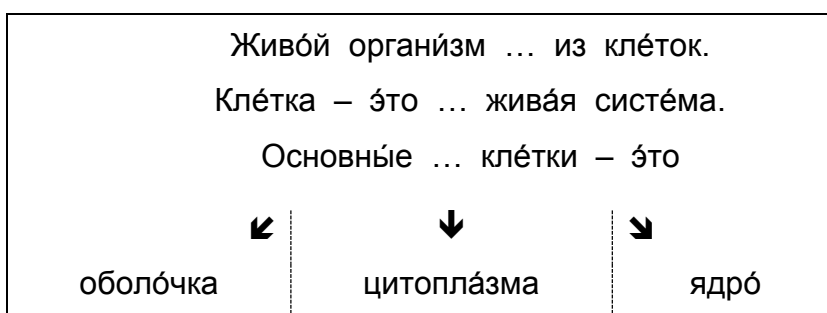 Живо́й органи́зм … из кле́ток.
Кле́тка – э́то … жива́я систе́ма.
Основны́е … кле́тки – э́то
🡿 🡻 🡾
оболо́чка цитопла́зма ядро́